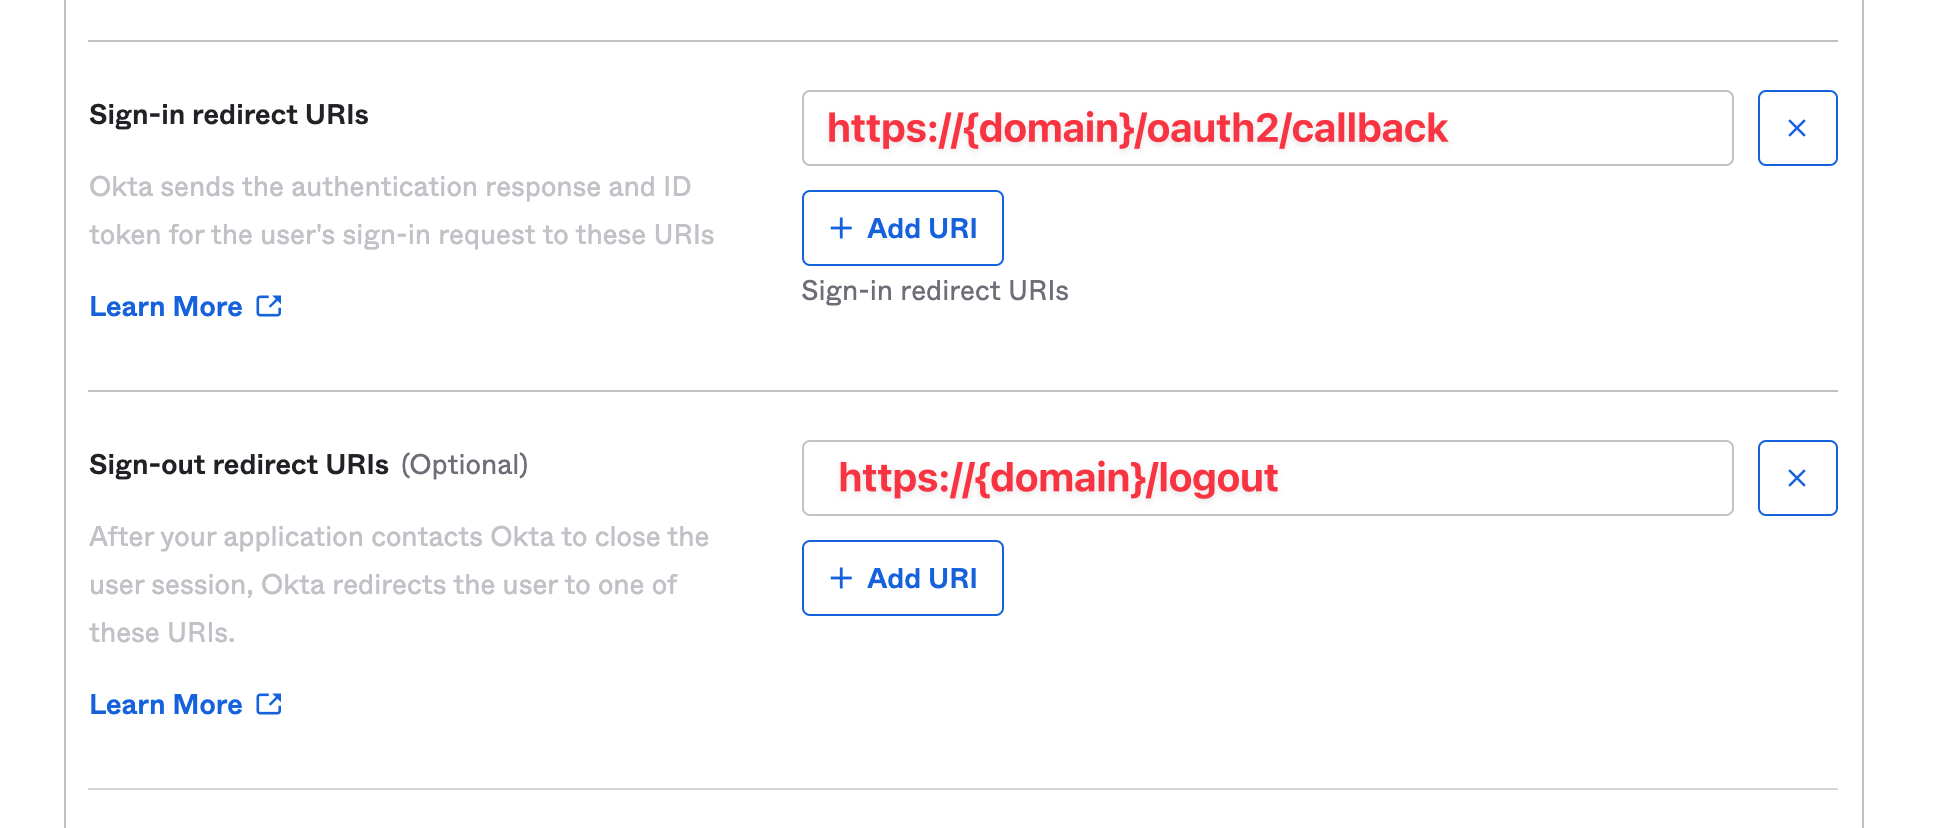 Sign-in redirect URIs
https://{domain}/oauth2/callback
Okta sends the authentication response and ID
token for the user's sign-in request to these URIs
Learn More
+ Add URI
Sign-in redirect URIs
Sign-out redirect URIs (Optional)
https://{domain}/logout
After your application contacts Okta to close the
user session, Okta redirects the user to one of
these URIs.
Learn More
+ Add URI